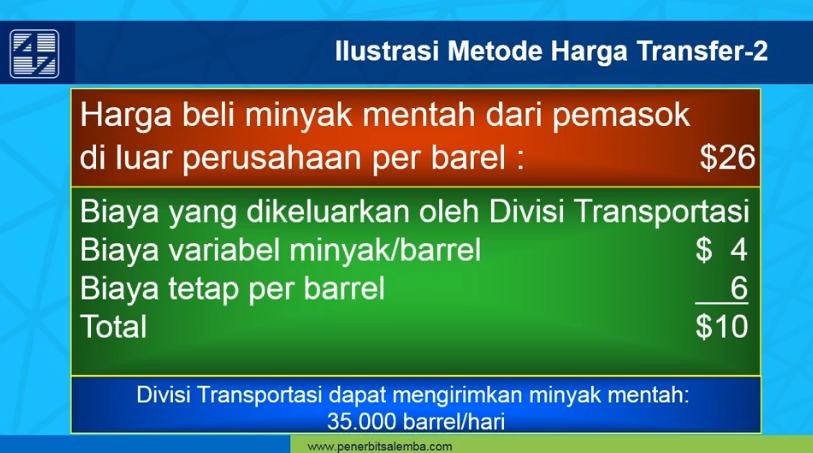 Ilustrasi Metode Harga Transfer-2
Harga beli minyak mentah dari pemasok
di luar perusahaan per barel : $26
Biaya yang dikeluarkan oleh Divisi Transportasi
Biaya variabel minyak/barrel $ 4
Biaya tetap per barrel 6
Total $10
Divisi Transportasi dapat mengirimkan minyak mentah:
35.000 barrel/hari
www.penerbitsalemba.com